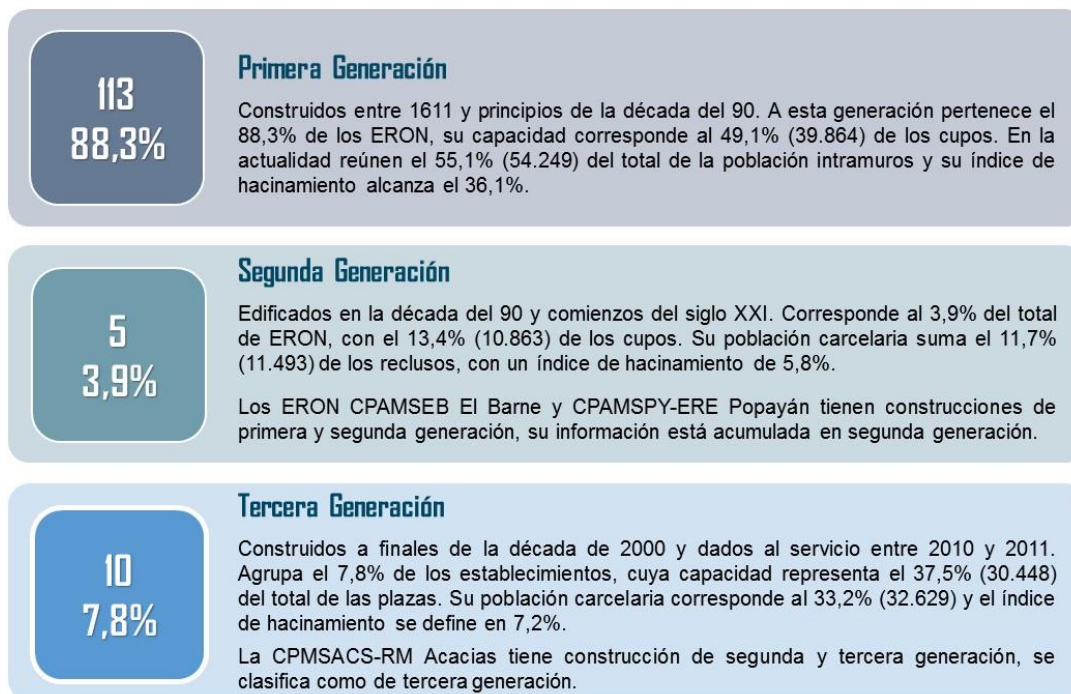 113
88,3%
Primera Generación
Construidos entre 1611 y principios de la década del 90. A esta generación pertenece el
88,3% de los ERON, su capacidad corresponde al 49,1% (39.864) de los cupos. En la
actualidad reúnen el 55,1% (54.249) del total de la población intramuros y su índice de
hacinamiento alcanza el 36,1%.
5
3,9%
Segunda Generación
Edificados en la década del 90 y comienzos del siglo XXI. Corresponde al 3,9% del total
de ERON, con el 13,4% (10.863) de los cupos. Su población carcelaria suma el 11,7%
(11.493) de los reclusos, con un índice de hacinamiento de 5,8%.
Los ERON CPAMSEB El Barne y CPAMSPY-ERE Popayán tienen construcciones de
primera y segunda generación, su información está acumulada en segunda generación.
10
7,8%
Tercera Generación
Construidos a finales de la década de 2000 y dados al servicio entre 2010 y 2011.
Agrupa el 7,8% de los establecimientos, cuya capacidad representa el 37,5% (30.448)
del total de las plazas. Su población carcelaria corresponde al 33,2% (32.629) y el índice
de hacinamiento se define en 7,2%.
La CPMSACS-RM Acacias tiene construcción de segunda y tercera generación, se
clasifica como de tercera generación.